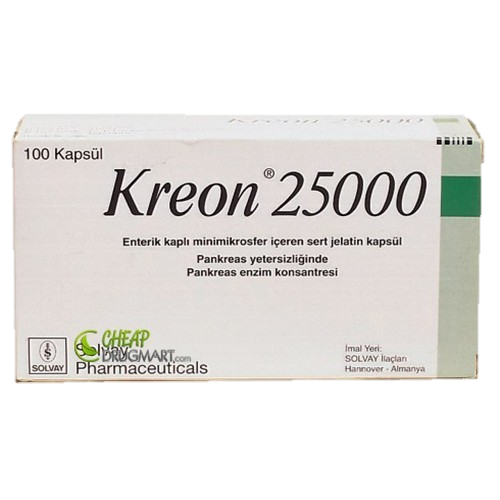 100 Kapsül
Kreon® 25000
Enterik kaplı minimikrosfer içeren sert jelatin kapsül
Pankreas yetersizliğinde
Pankreas enzim konsantresi
CHEAP
DRUGMART.com
S
SOLVAY
Solvay
Pharmaceuticals
İmal Yeri:
SOLVAY İlaçları
Hannover - Almanya